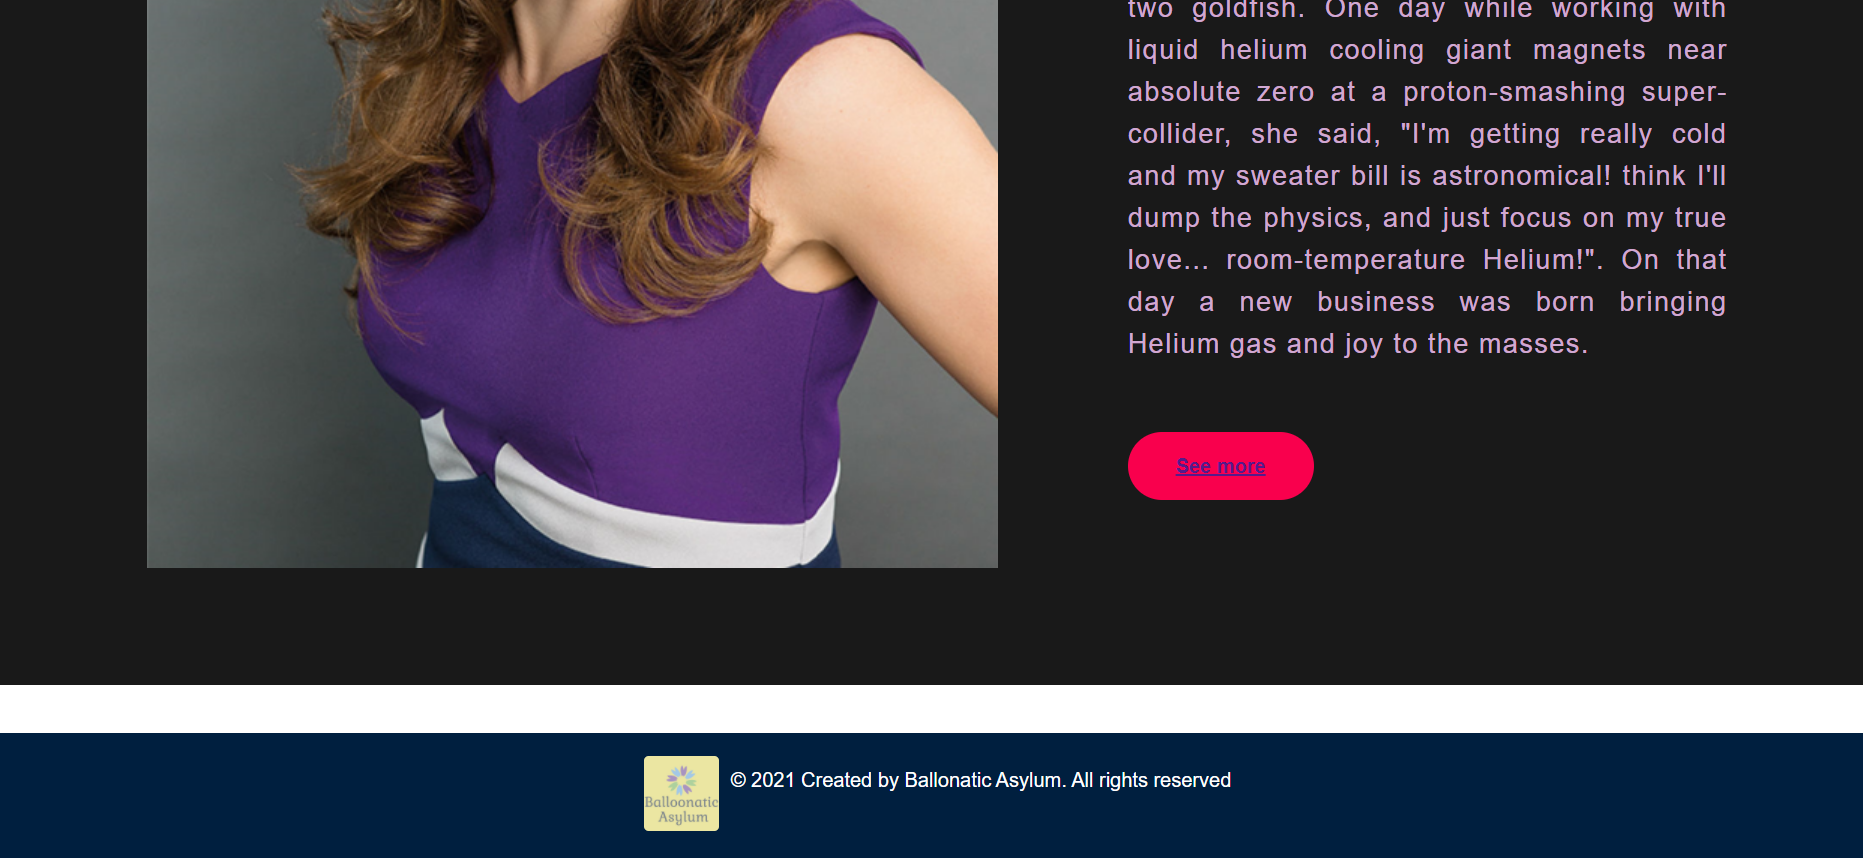 two goldfish. One day while working with
liquid helium cooling giant magnets near
absolute zero at a proton-smashing super-
collider, she said, "I'm getting really cold
and my sweater bill is astronomical! think I'll
dump the physics, and just focus on my true
love... room-temperature Helium!". On that
day a new business was born bringing
Helium gas and joy to the masses.
See more
Balloonatic
Asylum
© 2021 Created by Ballonatic Asylum. All rights reserved